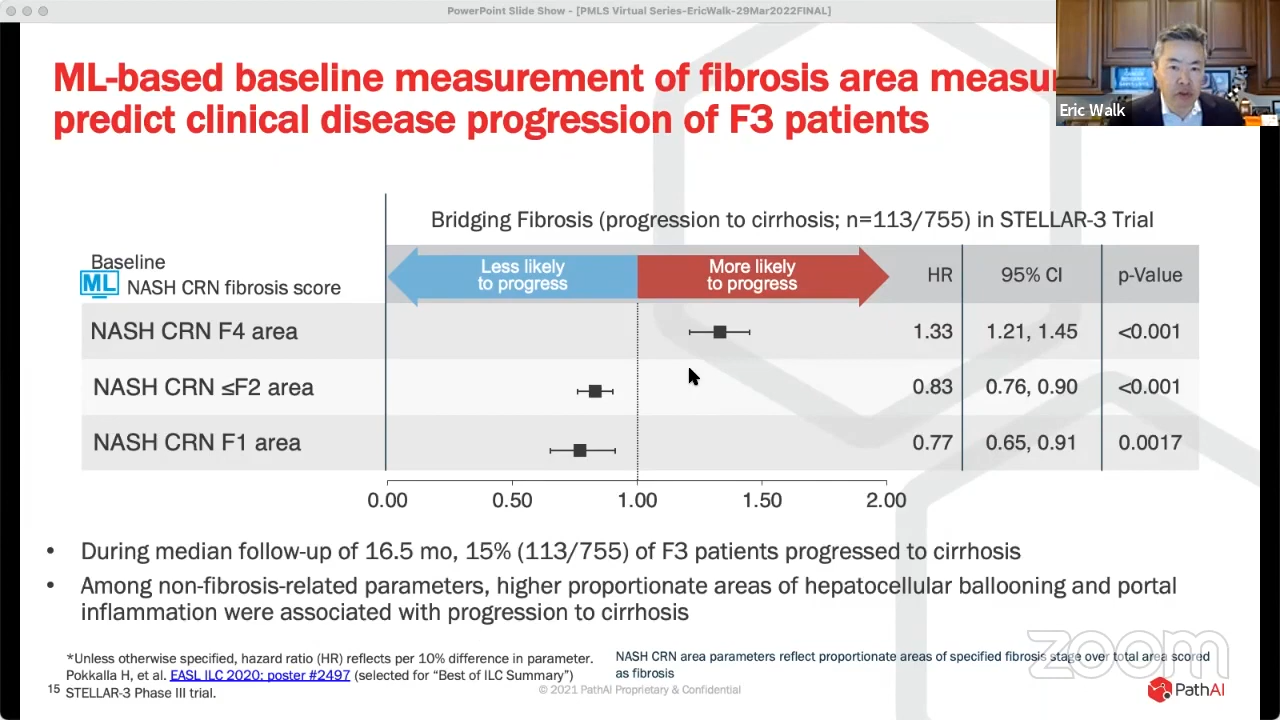 PowerPoint Slide Show - [PMLS Virtual Series-EricWalk-29Mar2022FINAL]
ML-based baseline measurement of fibrosis area
predict clinical disease progression of F3 patients
Eric Walk
Bridging Fibrosis (progression to cirrhosis; n=113/755) in STELLAR-3 Trial
Baseline
ML NASH CRN fibrosis score
Less likely
to progress
More likely
to progress
HR 95% CI p-Value
NASH CRN F4 area 1.33 1.21, 1.45 <0.001
NASH CRN ≤F2 area 0.83 0.76, 0.90 <0.001
NASH CRN F1 area 0.77 0.65, 0.91 0.0017
0.00 0.50 1.00 1.50 2.00
• During median follow-up of 16.5 mo, 15% (113/755) of F3 patients progressed to cirrhosis
• Among non-fibrosis-related parameters, higher proportionate areas of hepatocellular ballooning and portal
inflammation were associated with progression to cirrhosis
*Unless otherwise specified, hazard ratio (HR) reflects per 10% difference in parameter.
Pokkalla H, et al. EASL ILC 2020; poster #2497 (selected for “Best of ILC Summary”)
STELLAR-3 Phase III trial.
NASH CRN area parameters reflect proportionate areas of specified fibrosis stage over total area scored
as fibrosis
15
© 2021 PathAI Proprietary & Confidential
zoom
PathAI